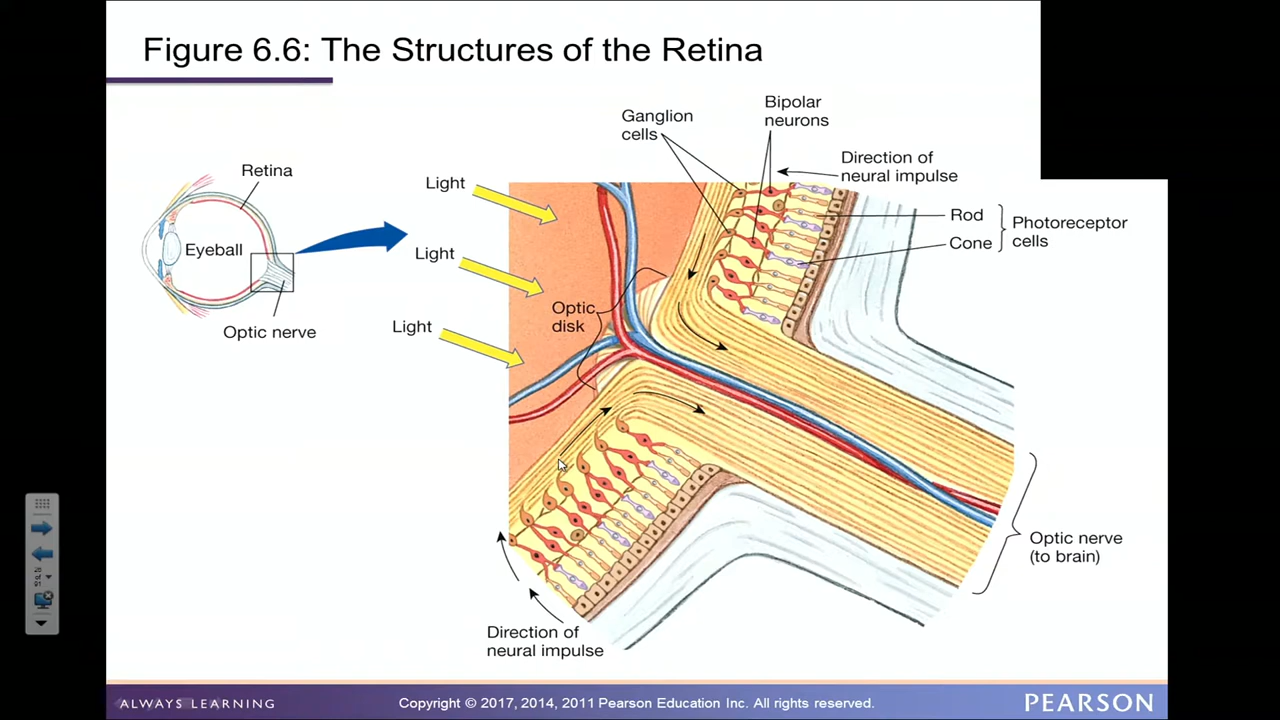 Figure 6.6: The Structures of the Retina
Bipolar
neurons
Ganglion
cells
Direction of
neural impulse
Retina
Light
Rod
Cone
Photoreceptor
cells
Eyeball
Light
Optic
disk
Light
Optic nerve
Optic nerve
(to brain)
Direction of
neural impulse
ALWAYS LEARNING
Copyright © 2017, 2014, 2011 Pearson Education Inc. All rights reserved.
PEARSON